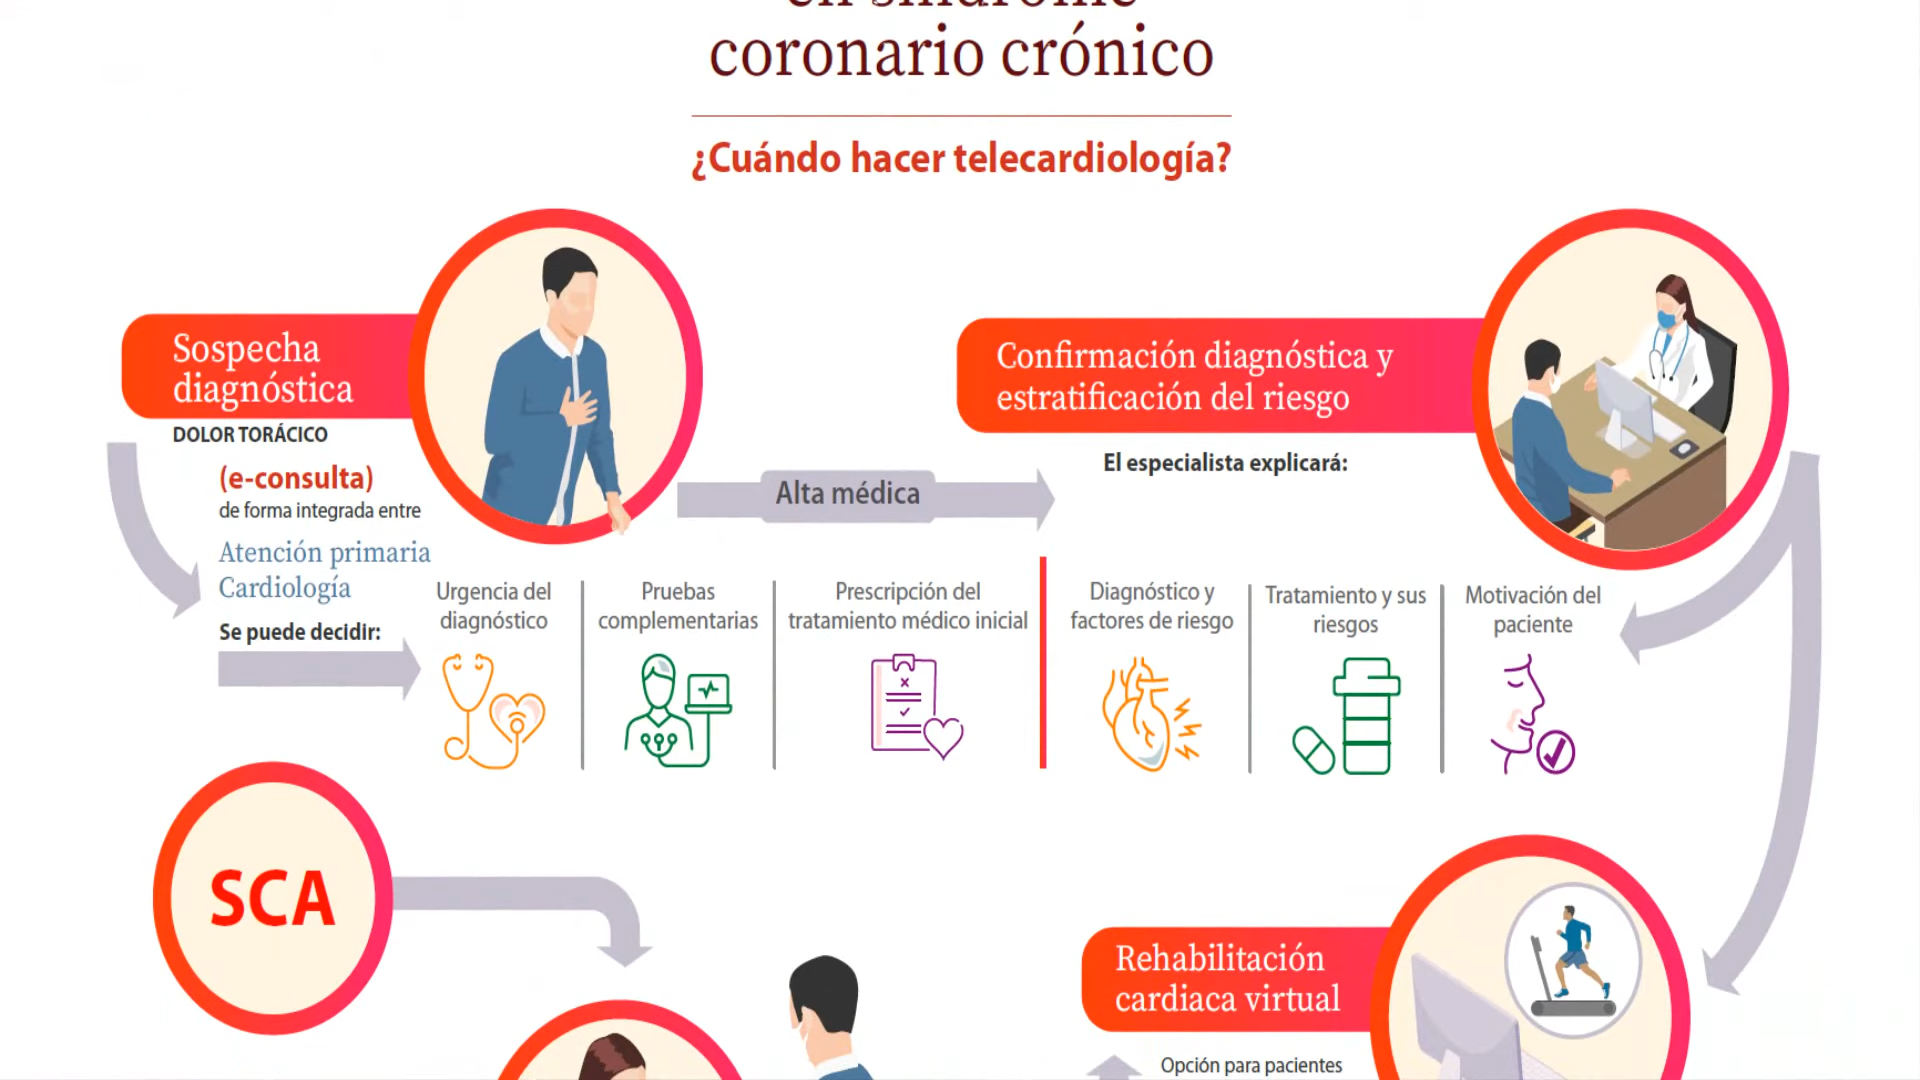 en síndrome
coronario crónico
¿Cuándo hacer telecardiología?
Sospecha
diagnóstica
DOLOR TORÁCICO
(e-consulta)
de forma integrada entre
Atención primaria
Cardiología
Se puede decidir:
Alta médica
Confirmación diagnóstica y
estratificación del riesgo
El especialista explicará:
Urgencia del
diagnóstico
Pruebas
complementarias
Prescripción del
tratamiento médico inicial
Diagnóstico y
factores de riesgo
Tratamiento y sus
riesgos
Motivación del
paciente
SCA
Rehabilitación
cardiaca virtual
Opción para pacientes